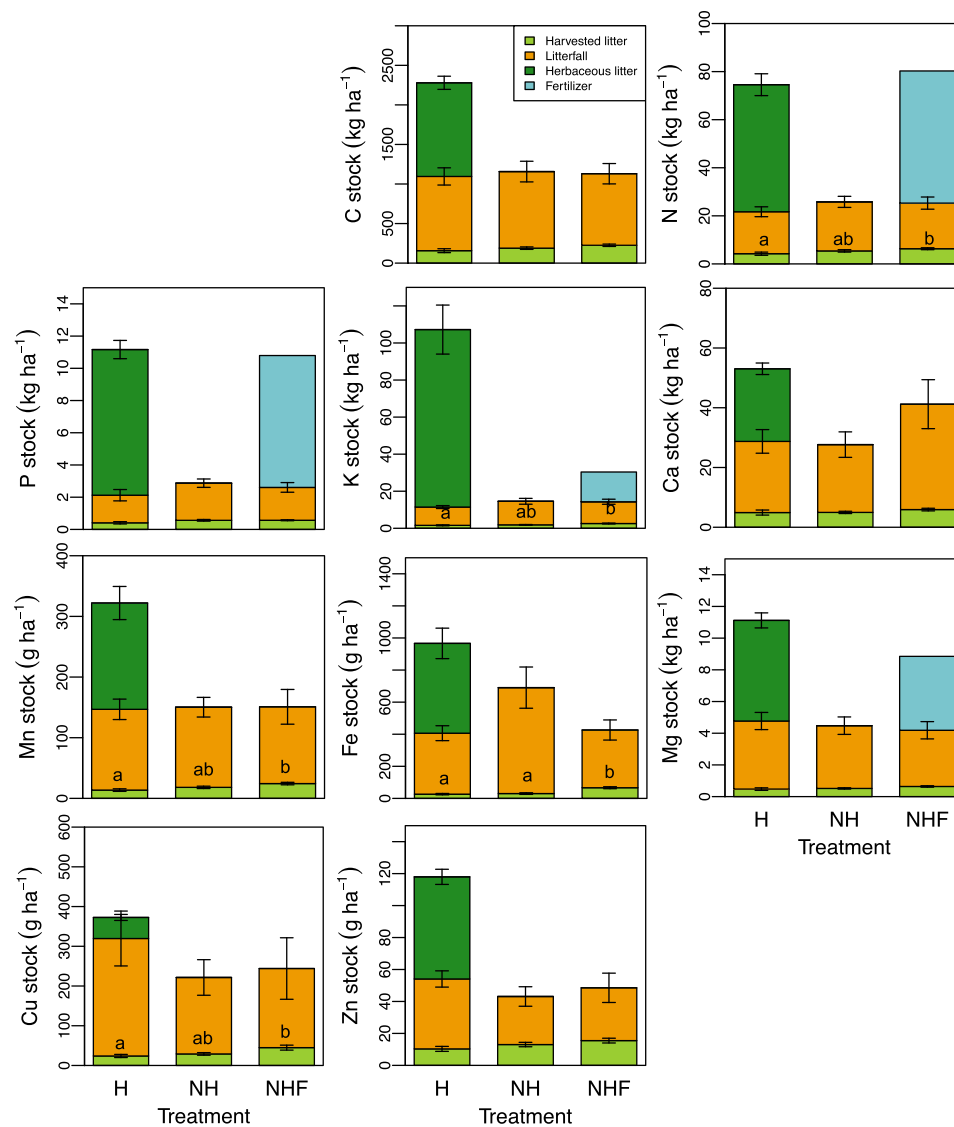 C stock (kg ha⁻¹)
0
500
1500
2500
Harvested litter
Litterfall
Herbaceous litter
Fertilizer
N stock (kg ha⁻¹)
0
20
40
60
80
100
a
ab
b
P stock (kg ha⁻¹)
0
2
4
6
8
10
12
14
K stock (kg ha⁻¹)
0
20
40
60
80
100
a
ab
b
Ca stock (kg ha⁻¹)
0
20
40
60
80
Mn stock (g ha⁻¹)
0
100
200
300
400
a
ab
b
Fe stock (g ha⁻¹)
0
200
400
600
1000
1400
a
a
b
Mg stock (kg ha⁻¹)
0
2
4
6
8
10
12
14
H
NH
NHF
Treatment
Cu stock (g ha⁻¹)
0
100
200
300
400
500
600
a
ab
b
H
NH
NHF
Treatment
Zn stock (g ha⁻¹)
0
20
40
60
80
120
H
NH
NHF
Treatment